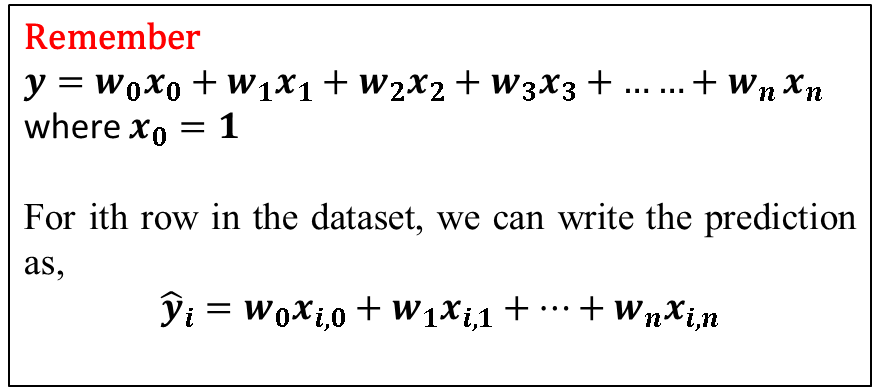 Remember
y = w₀x₀ + w₁x₁ + w₂x₂ + w₃x₃ + … … + wₙ xₙ
where x₀ = 1
For ith row in the dataset, we can write the prediction
as,
ŷᵢ = w₀xᵢ,₀ + w₁xᵢ,₁ + ⋯ + wₙxᵢ,ₙ